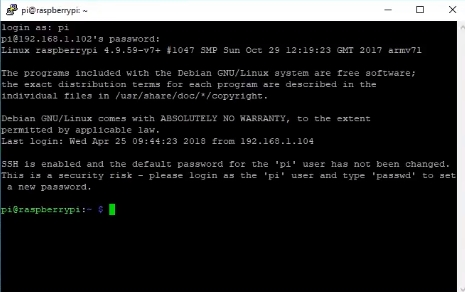 pi@raspberrypi: ~
login as: pi
pi@192.168.1.102's password:
Linux raspberrypi 4.9.59-v7+ #1047 SMP Sun Oct 29 12:19:23 GMT 2017 armv7l
The programs included with the Debian GNU/Linux system are free software;
the exact distribution terms for each program are described in the
individual files in /usr/share/doc/*/copyright.
Debian GNU/Linux comes with ABSOLUTELY NO WARRANTY, to the extent
permitted by applicable law.
Last login: Wed Apr 25 09:44:23 2018 from 192.168.1.104
SSH is enabled and the default password for the 'pi' user has not been changed.
This is a security risk - please login as the 'pi' user and type 'passwd' to set
 a new password.
pi@raspberrypi:~ $